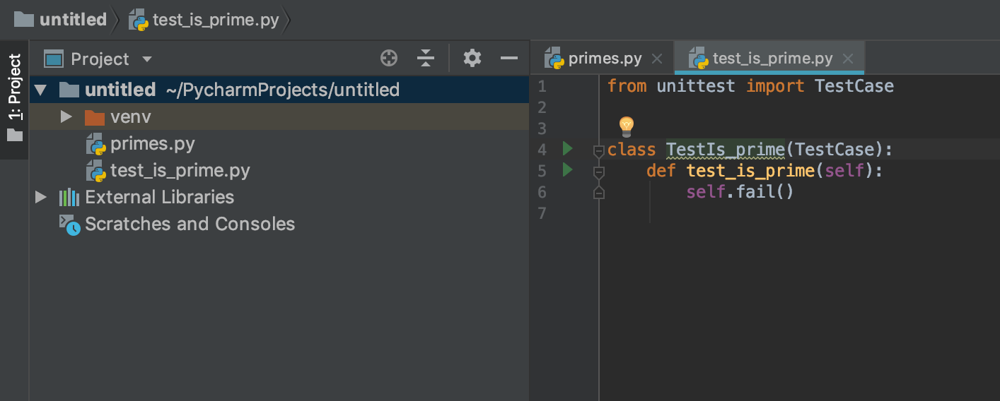 untitled test_is_prime.py
1: Project
Project
untitled ~/PycharmProjects/untitled
venv
primes.py
test_is_prime.py
External Libraries
Scratches and Consoles
primes.py test_is_prime.py
1 from unittest import TestCase
2
3
4 class TestIs_prime(TestCase):
5     def test_is_prime(self):
6         self.fail()
7